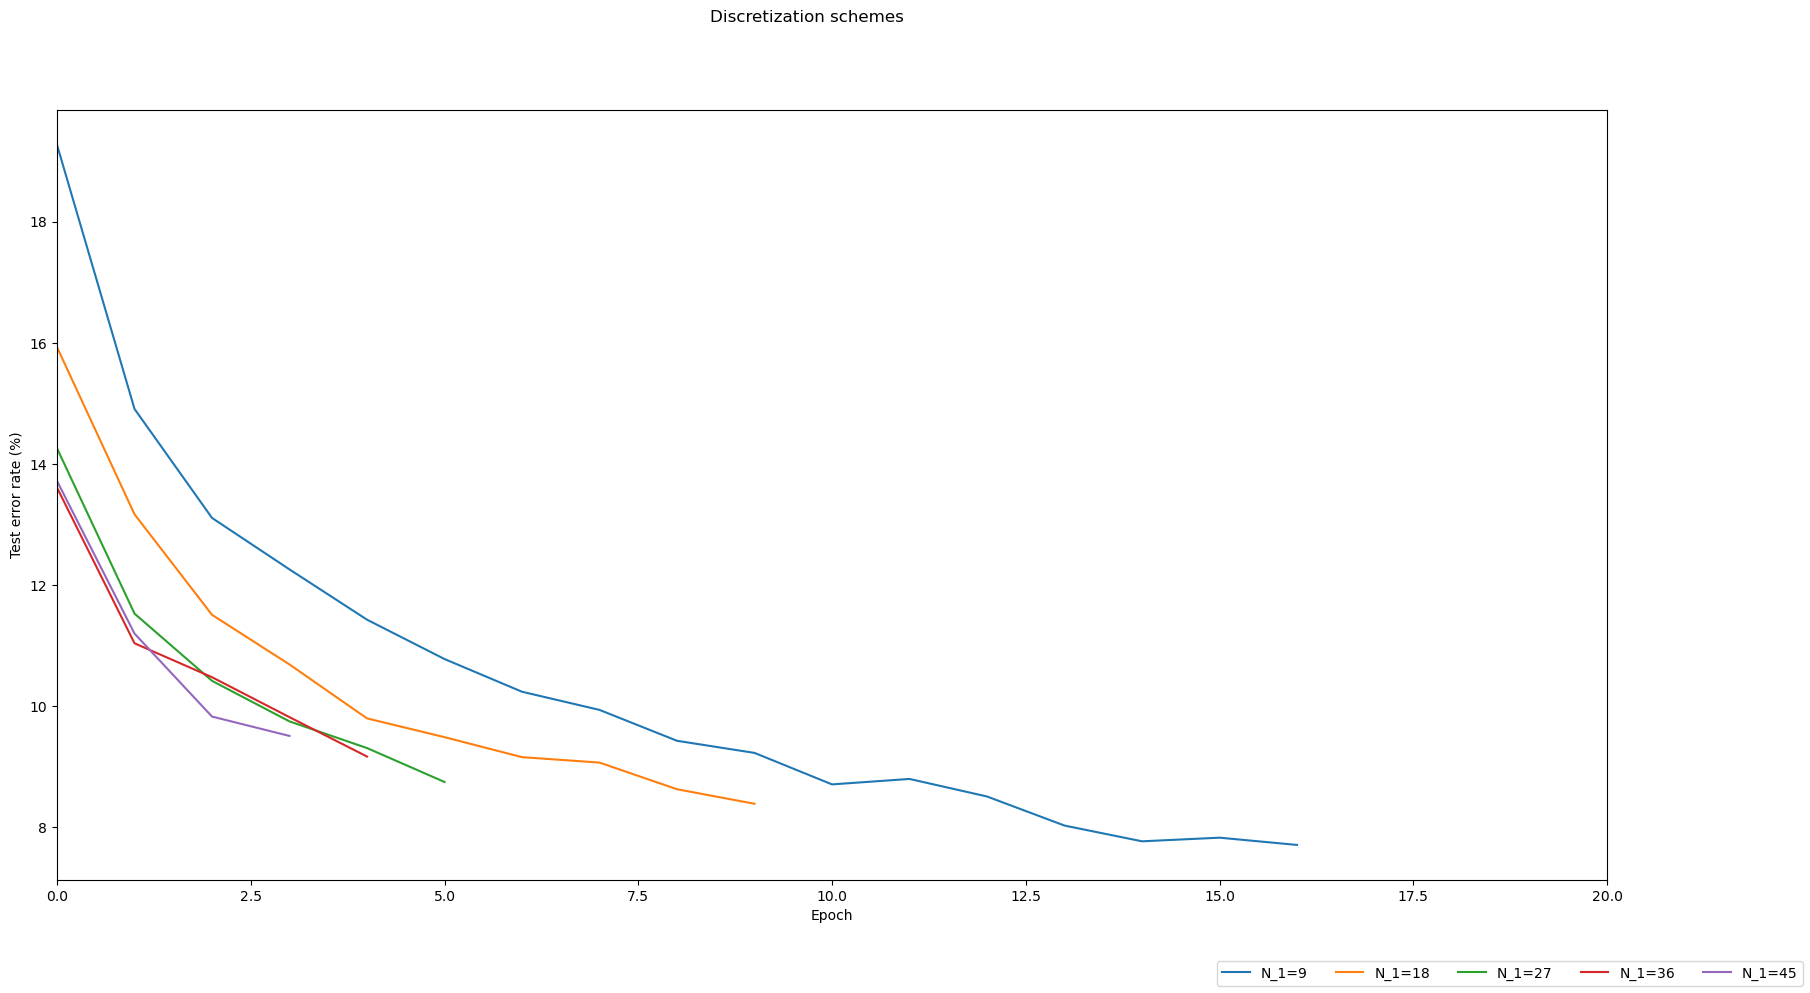 Discretization schemes
Test error rate (%)
18
16
14
12
10
8
0.0 2.5 5.0 7.5 10.0 12.5 15.0 17.5 20.0
Epoch
N_1=9 N_1=18 N_1=27 N_1=36 N_1=45